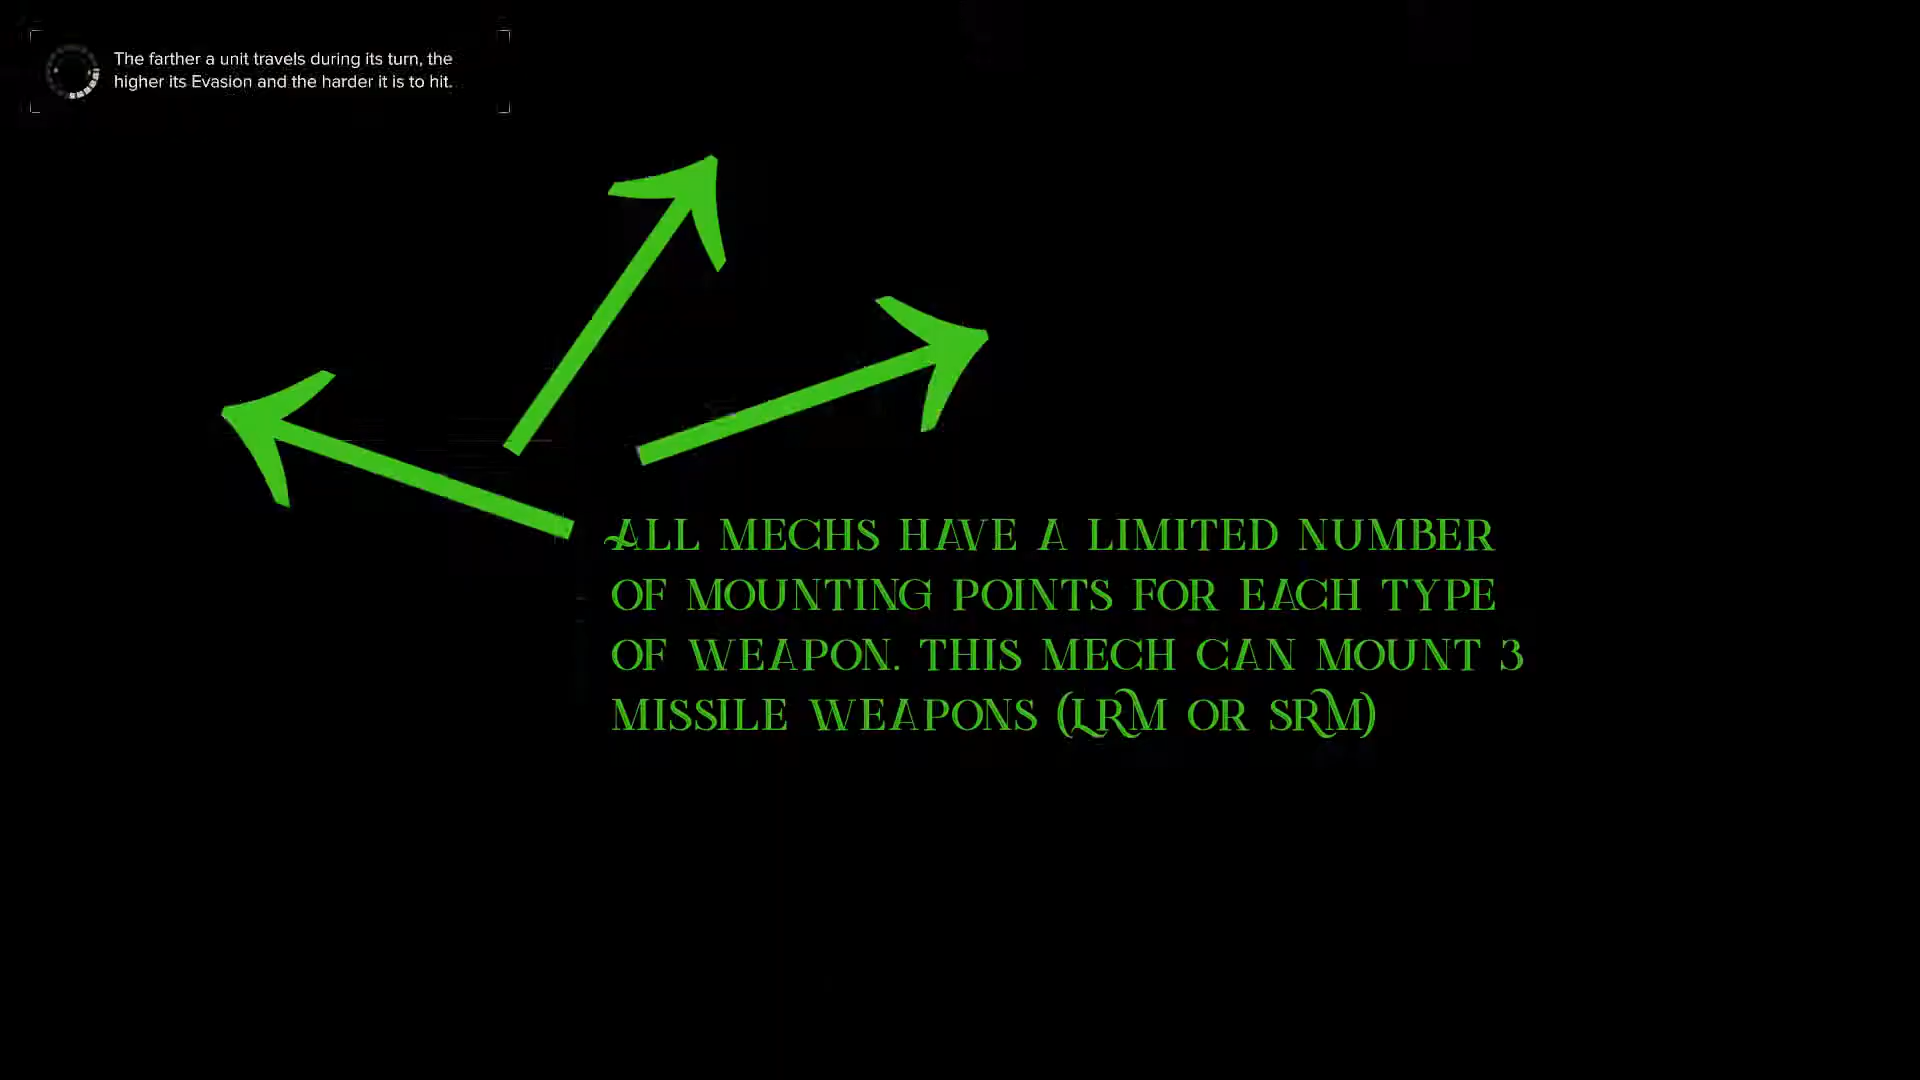 The farther a unit travels during its turn, the
higher its Evasion and the harder it is to hit.
ALL MECHS HAVE A LIMITED NUMBER
OF MOUNTING POINTS FOR EACH TYPE
OF WEAPON. THIS MECH CAN MOUNT 3
MISSILE WEAPONS (LRM OR SRM)